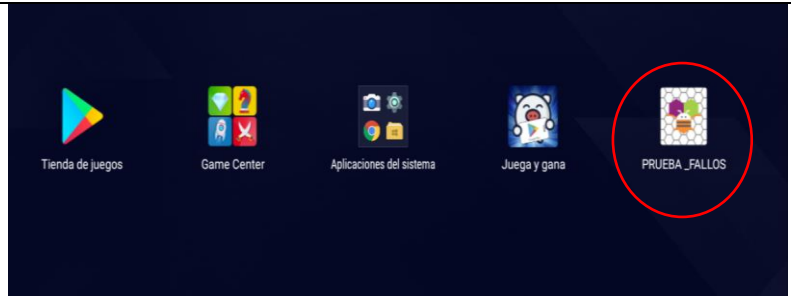 Tienda de juegos
Game Center
Aplicaciones del sistema
Juega y gana
PRUEBA _FALLOS